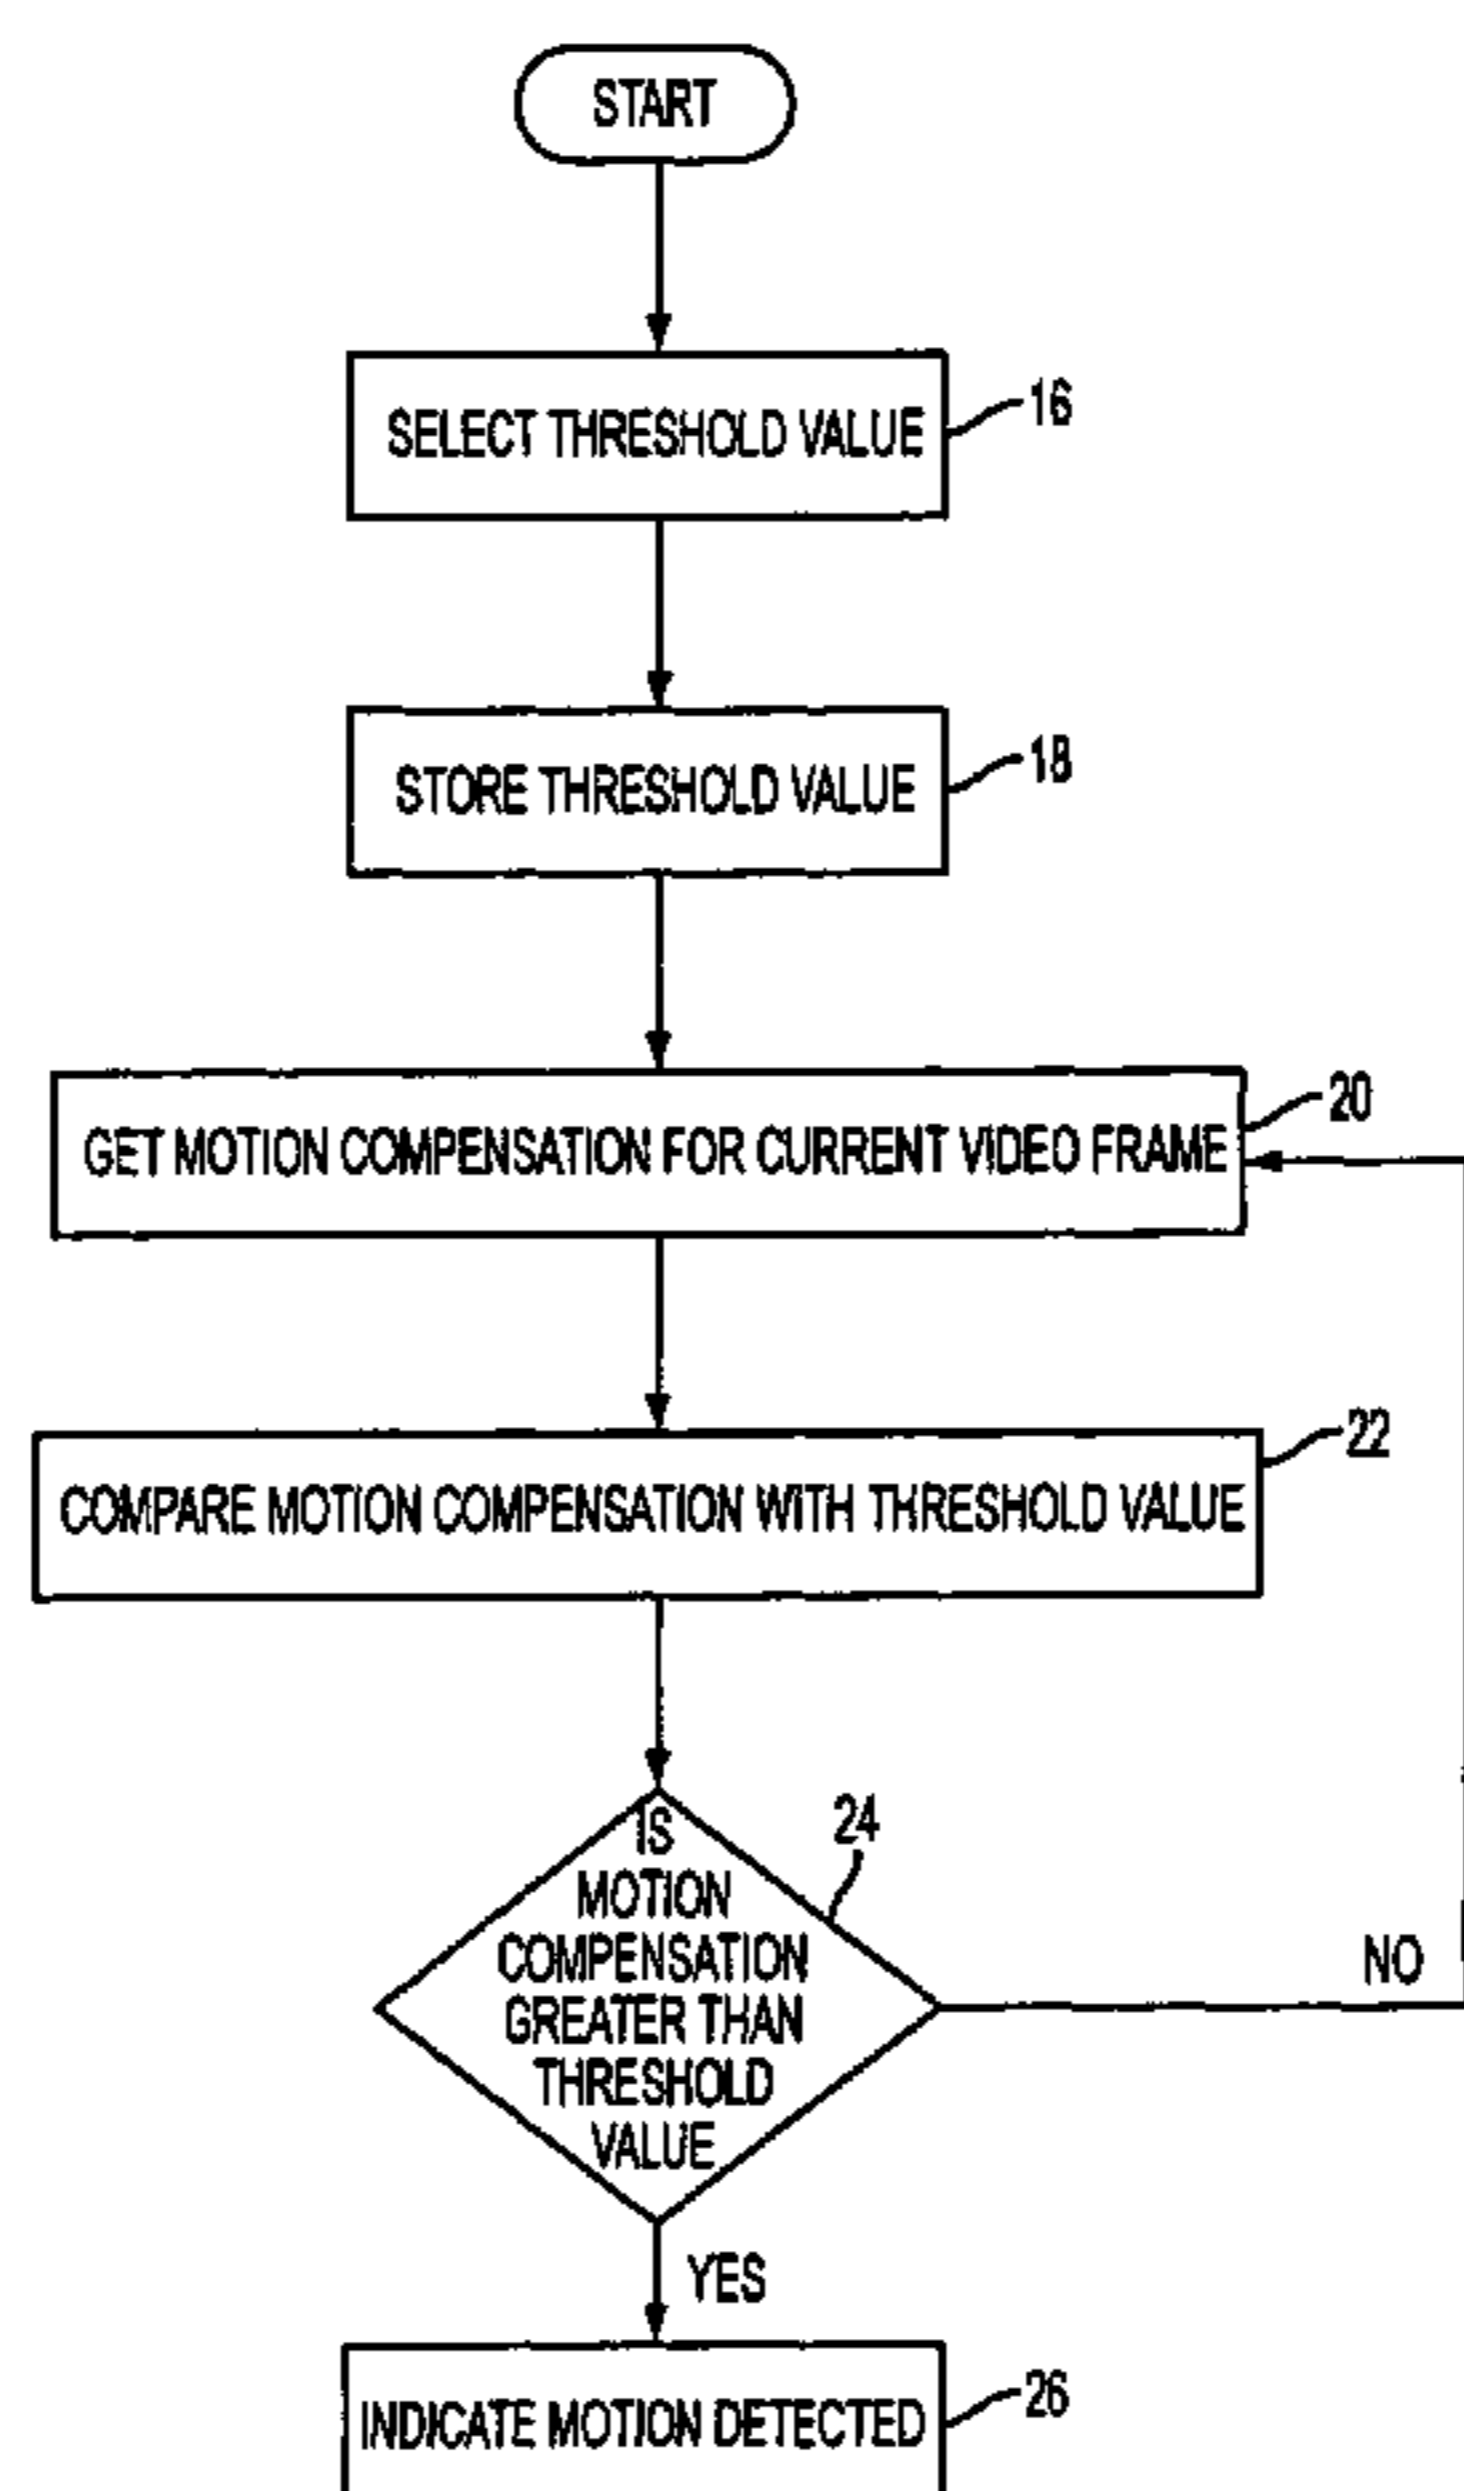 START
SELECT THRESHOLD VALUE
16
STORE THRESHOLD VALUE
18
GET MOTION COMPENSATION FOR CURRENT VIDEO FRAME
20
COMPARE MOTION COMPENSATION WITH THRESHOLD VALUE
22
IS
MOTION
COMPENSATION
GREATER THAN
THRESHOLD
VALUE
24
NO
YES
INDICATE MOTION DETECTED
26